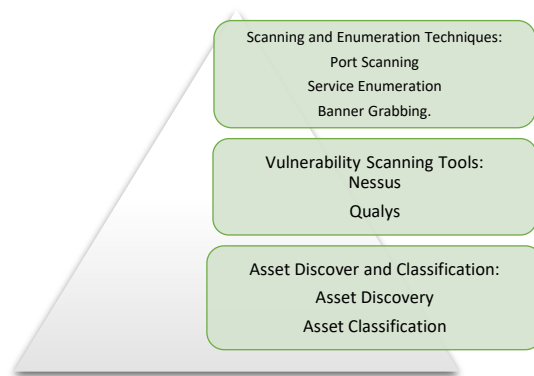 Scanning and Enumeration Techniques:
Port Scanning
Service Enumeration
Banner Grabbing.
Vulnerability Scanning Tools:
Nessus
Qualys
Asset Discover and Classification:
Asset Discovery
Asset Classification